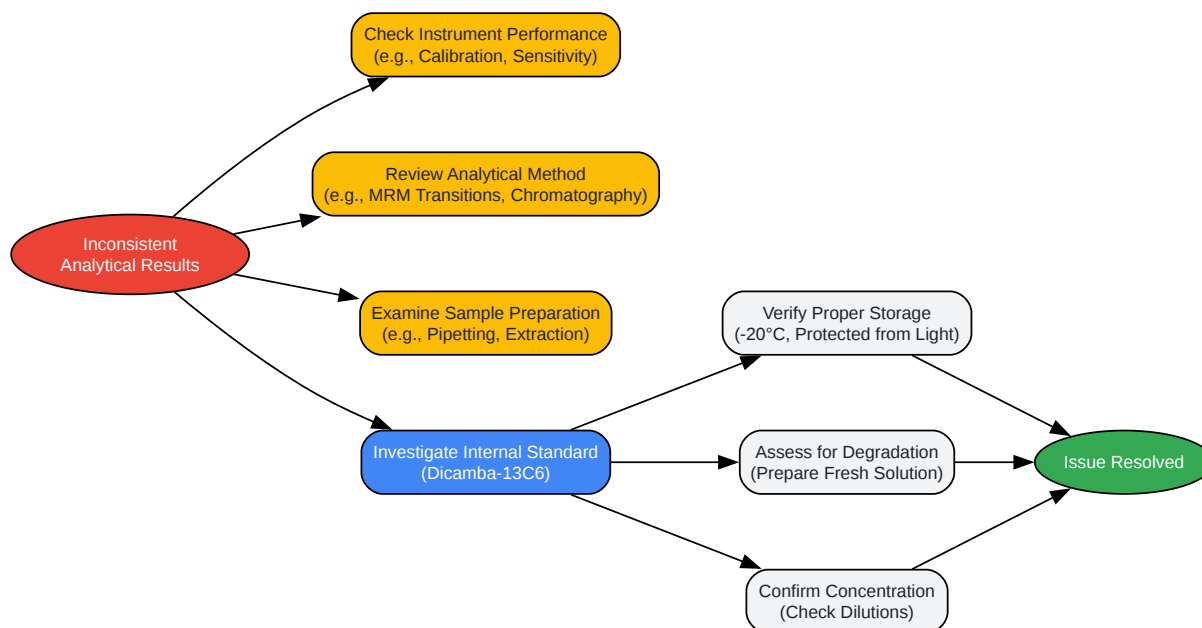 Check Instrument Performance
(e.g., Calibration, Sensitivity)
Review Analytical Method
(e.g., MRM Transitions, Chromatography)
Inconsistent
Analytical Results
Examine Sample Preparation
(e.g., Pipetting, Extraction)
Verify Proper Storage
(-20°C, Protected from Light)
Investigate Internal Standard
(Dicamba-13C6)
Assess for Degradation
(Prepare Fresh Solution)
Issue Resolved
Confirm Concentration
(Check Dilutions)